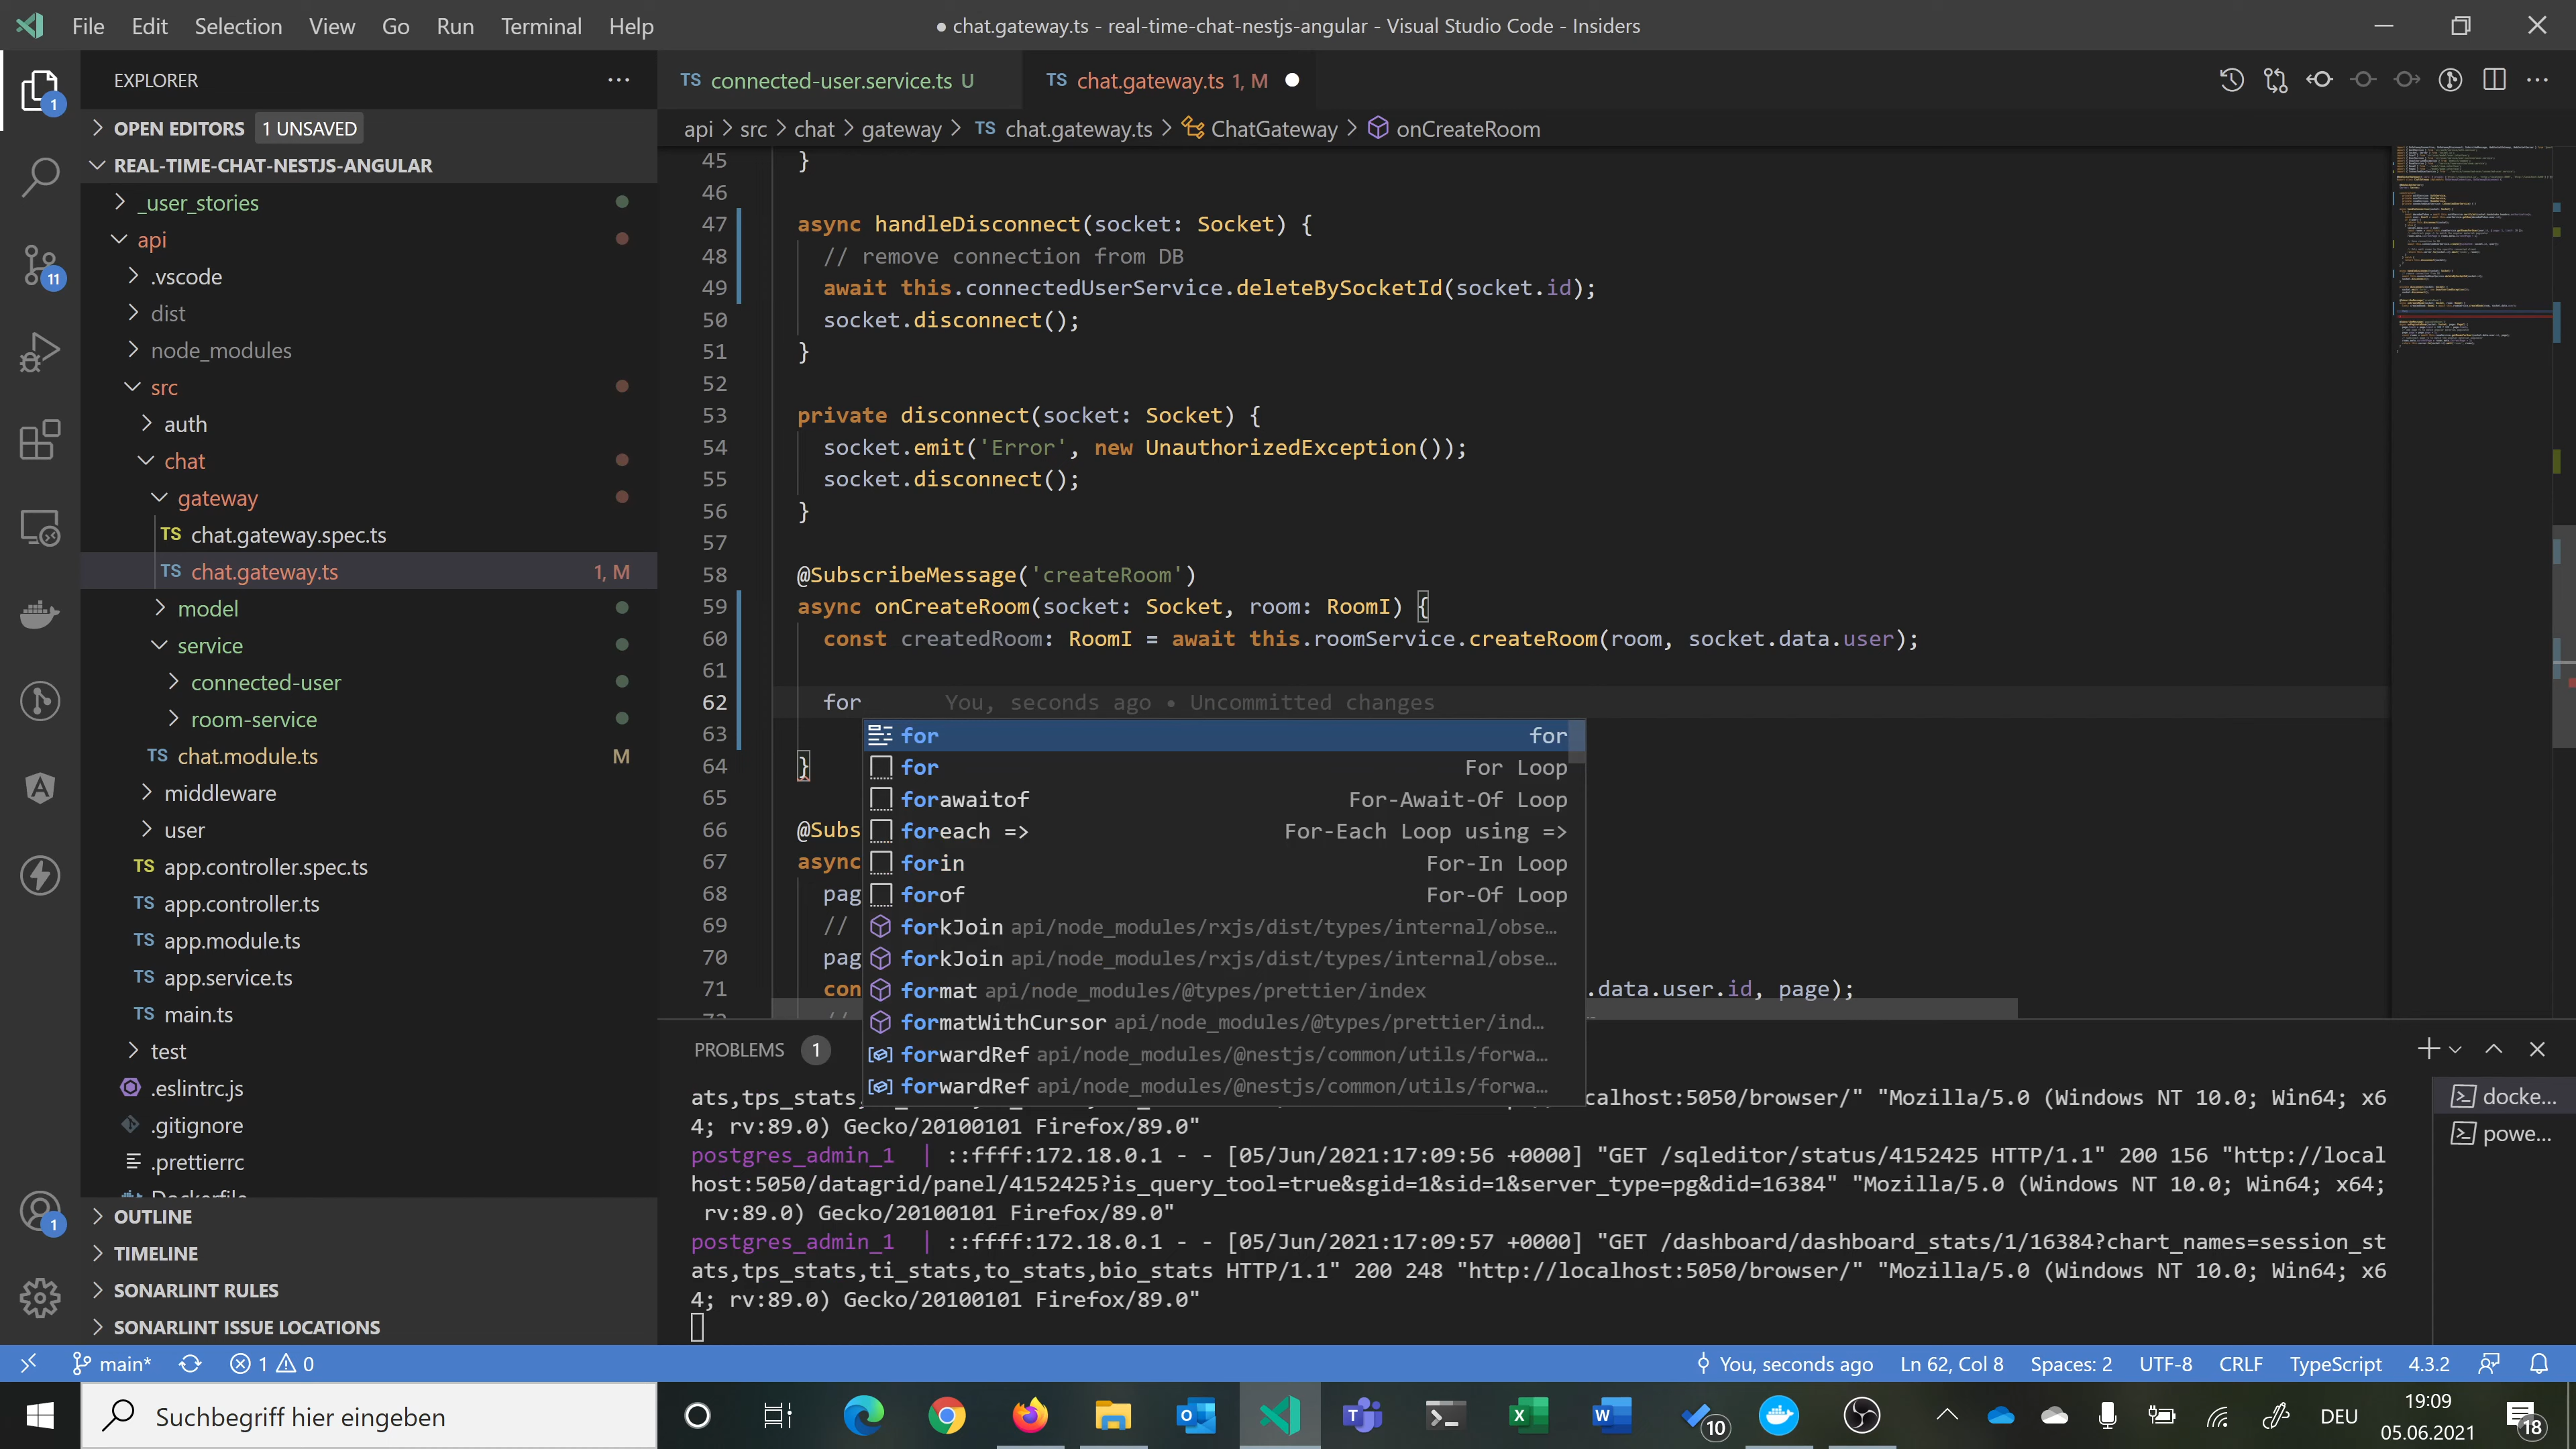 File Edit Selection View Go Run Terminal Help
● chat.gateway.ts - real-time-chat-nestjs-angular - Visual Studio Code - Insiders
EXPLORER
OPEN EDITORS 1 UNSAVED
REAL-TIME-CHAT-NESTJS-ANGULAR
_user_stories
api
.vscode
dist
node_modules
src
auth
chat
gateway
TS chat.gateway.spec.ts
TS chat.gateway.ts 1, M
model
service
connected-user
room-service
TS chat.module.ts M
middleware
user
TS app.controller.spec.ts
TS app.controller.ts
TS app.module.ts
TS app.service.ts
TS main.ts
test
.eslintrc.js
.gitignore
.prettierrc
Dockerfile
OUTLINE
TIMELINE
SONARLINT RULES
SONARLINT ISSUE LOCATIONS
1
11
1
TS connected-user.service.ts U
TS chat.gateway.ts 1, M
api > src > chat > gateway > TS chat.gateway.ts > ChatGateway > onCreateRoom
45 }
46
47 async handleDisconnect(socket: Socket) {
48 // remove connection from DB
49 await this.connectedUserService.deleteBySocketId(socket.id);
50 socket.disconnect();
51 }
52
53 private disconnect(socket: Socket) {
54 socket.emit('Error', new UnauthorizedException());
55 socket.disconnect();
56 }
57
58 @SubscribeMessage('createRoom')
59 async onCreateRoom(socket: Socket, room: RoomI) {
60 const createdRoom: RoomI = await this.roomService.createRoom(room, socket.data.user);
61
62 for You, seconds ago • Uncommitted changes
63
64 }
65
66 @Subs
67 async
68 pag
69 //
70 pag
71 con .data.user.id, page);
72 //
for for
for For Loop
forawaitof For-Await-Of Loop
foreach => For-Each Loop using =>
forin For-In Loop
forof For-Of Loop
forkJoin api/node_modules/rxjs/dist/types/internal/obse…
forkJoin api/node_modules/rxjs/dist/types/internal/obse…
format api/node_modules/@types/prettier/index
formatWithCursor api/node_modules/@types/prettier/ind…
forwardRef api/node_modules/@nestjs/common/utils/forwa…
forwardRef api/node_modules/@nestjs/common/utils/forwa…
PROBLEMS 1
ats,tps_stats, calhost:5050/browser/" "Mozilla/5.0 (Windows NT 10.0; Win64; x6
4; rv:89.0) Gecko/20100101 Firefox/89.0"
postgres_admin_1 | ::ffff:172.18.0.1 - - [05/Jun/2021:17:09:56 +0000] "GET /sqleditor/status/4152425 HTTP/1.1" 200 156 "http://local
host:5050/datagrid/panel/4152425?is_query_tool=true&sgid=1&sid=1&server_type=pg&did=16384" "Mozilla/5.0 (Windows NT 10.0; Win64; x64;
rv:89.0) Gecko/20100101 Firefox/89.0"
postgres_admin_1 | ::ffff:172.18.0.1 - - [05/Jun/2021:17:09:57 +0000] "GET /dashboard/dashboard_stats/1/16384?chart_names=session_st
ats,tps_stats,ti_stats,to_stats,bio_stats HTTP/1.1" 200 248 "http://localhost:5050/browser/" "Mozilla/5.0 (Windows NT 10.0; Win64; x6
4; rv:89.0) Gecko/20100101 Firefox/89.0"
docke...
powe...
main* 1 0
You, seconds ago Ln 62, Col 8 Spaces: 2 UTF-8 CRLF TypeScript 4.3.2
Suchbegriff hier eingeben
10
DEU
19:09
05.06.2021
18